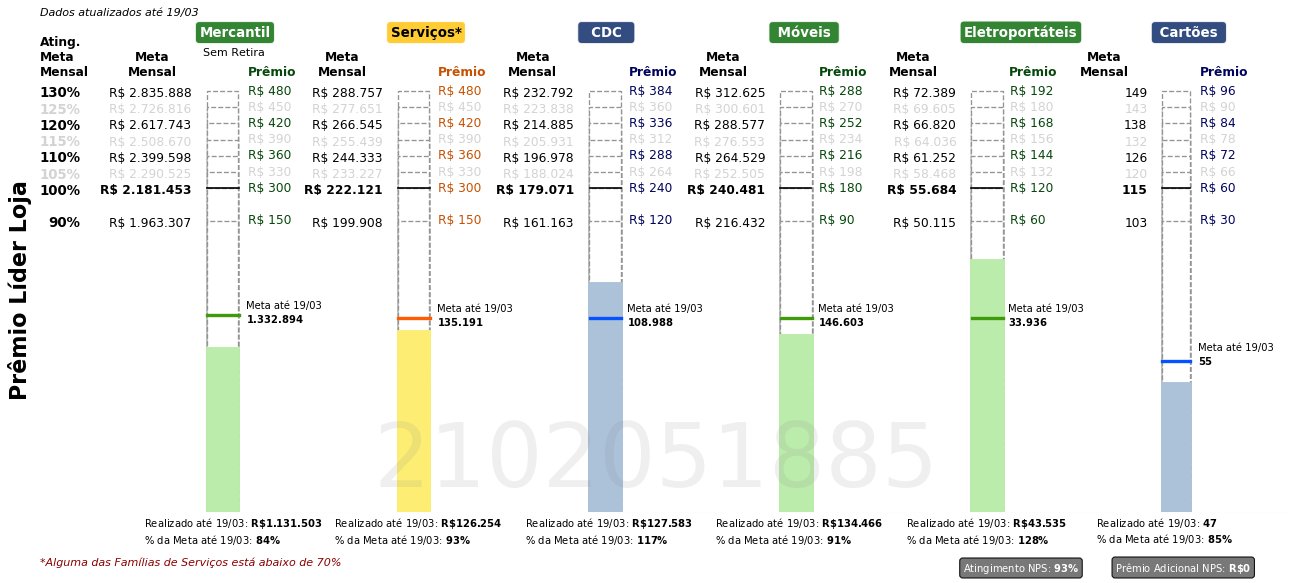 Dados atualizados até 19/03
Mercantil Serviços* CDC Móveis Eletroportáteis Cartões
Sem Retira
Ating. Meta Mensal
Meta Mensal Prêmio Meta Mensal Prêmio Meta Mensal Prêmio Meta Mensal Prêmio Meta Mensal Prêmio Meta Mensal Prêmio
130% R$ 2.835.888 R$ 480 R$ 288.757 R$ 480 R$ 232.792 R$ 384 R$ 312.625 R$ 288 R$ 72.389 R$ 192 149 R$ 96
125% R$ 2.726.816 R$ 450 R$ 277.651 R$ 450 R$ 223.838 R$ 360 R$ 300.601 R$ 270 R$ 69.605 R$ 180 143 R$ 90
120% R$ 2.617.743 R$ 420 R$ 266.545 R$ 420 R$ 214.885 R$ 336 R$ 288.577 R$ 252 R$ 66.820 R$ 168 138 R$ 84
115% R$ 2.508.670 R$ 390 R$ 255.439 R$ 390 R$ 205.931 R$ 312 R$ 276.553 R$ 234 R$ 64.036 R$ 156 132 R$ 78
110% R$ 2.399.598 R$ 360 R$ 244.333 R$ 360 R$ 196.978 R$ 288 R$ 264.529 R$ 216 R$ 61.252 R$ 144 126 R$ 72
105% R$ 2.290.525 R$ 330 R$ 233.227 R$ 330 R$ 188.024 R$ 264 R$ 252.505 R$ 198 R$ 58.468 R$ 132 120 R$ 66
100% R$ 2.181.453 R$ 300 R$ 222.121 R$ 300 R$ 179.071 R$ 240 R$ 240.481 R$ 180 R$ 55.684 R$ 120 115 R$ 60
90% R$ 1.963.307 R$ 150 R$ 199.908 R$ 150 R$ 161.163 R$ 120 R$ 216.432 R$ 90 R$ 50.115 R$ 60 103 R$ 30
Prêmio Líder Loja
Meta até 19/03 Meta até 19/03 Meta até 19/03 Meta até 19/03 Meta até 19/03
1.332.894 135.191 108.988 146.603 33.936
Meta até 19/03
55
2102051885
Realizado até 19/03: R$1.131.503 Realizado até 19/03: R$126.254 Realizado até 19/03: R$127.583 Realizado até 19/03: R$134.466 Realizado até 19/03: R$43.535 Realizado até 19/03: 47
% da Meta até 19/03: 84% % da Meta até 19/03: 93% % da Meta até 19/03: 117% % da Meta até 19/03: 91% % da Meta até 19/03: 128% % da Meta até 19/03: 85%
*Alguma das Famílias de Serviços está abaixo de 70%
Atingimento NPS: 93% Prêmio Adicional NPS: R$0